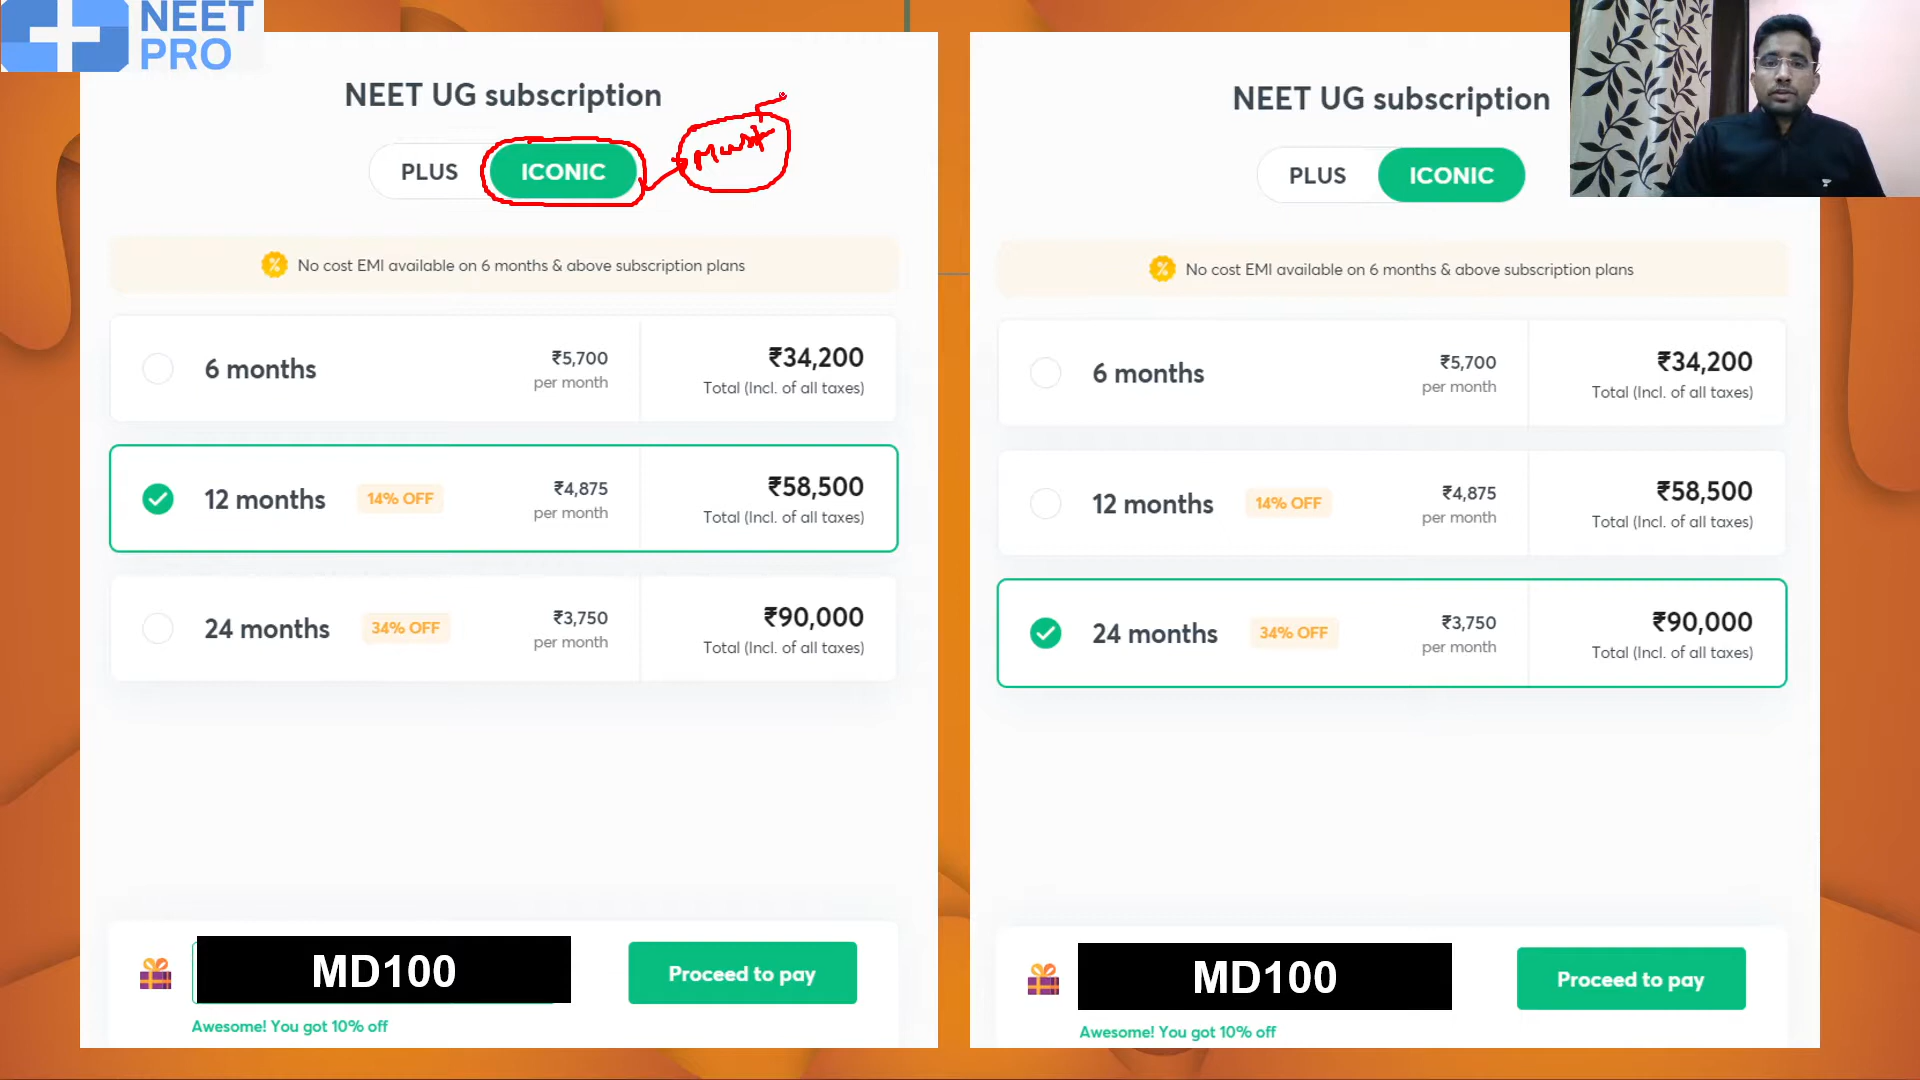 NEET
PRO
NEET UG subscription
PLUS
ICONIC
Must
No cost EMI available on 6 months & above subscription plans
6 months
₹5,700
per month
₹34,200
Total (Incl. of all taxes)
12 months
14% OFF
₹4,875
per month
₹58,500
Total (Incl. of all taxes)
24 months
34% OFF
₹3,750
per month
₹90,000
Total (Incl. of all taxes)
MD100
Proceed to pay
Awesome! You got 10% off
NEET UG subscription
PLUS
ICONIC
No cost EMI available on 6 months & above subscription plans
6 months
₹5,700
per month
₹34,200
Total (Incl. of all taxes)
12 months
14% OFF
₹4,875
per month
₹58,500
Total (Incl. of all taxes)
24 months
34% OFF
₹3,750
per month
₹90,000
Total (Incl. of all taxes)
MD100
Proceed to pay
Awesome! You got 10% off